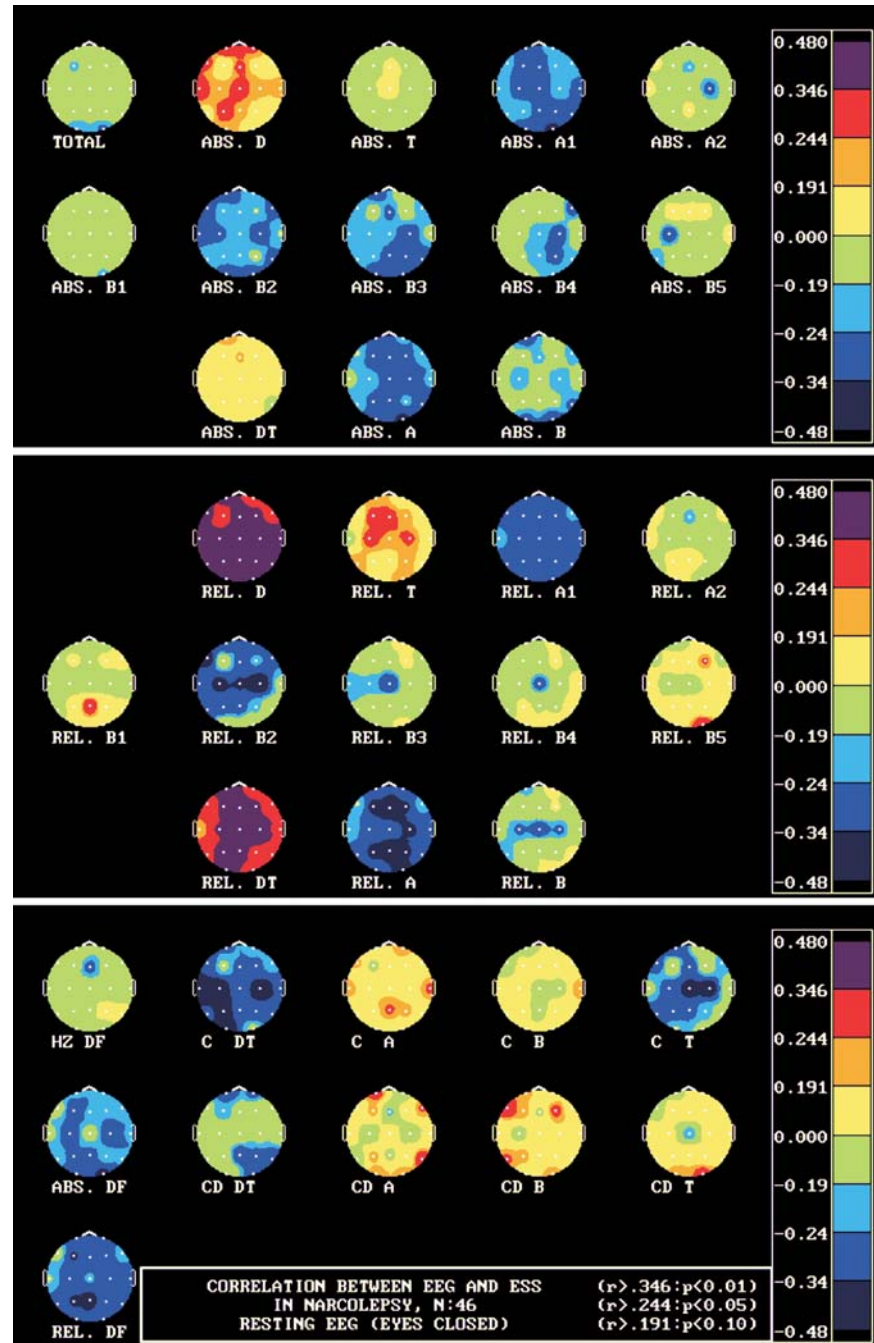 0.480
0.346
0.244
0.191
0.000
-0.19
-0.24
-0.34
-0.48
TOTAL ABS. D ABS. T ABS. A1 ABS. A2
ABS. B1 ABS. B2 ABS. B3 ABS. B4 ABS. B5
ABS. DT ABS. A ABS. B
0.480
0.346
0.244
0.191
0.000
-0.19
-0.24
-0.34
-0.48
REL. D REL. T REL. A1 REL. A2
REL. B1 REL. B2 REL. B3 REL. B4 REL. B5
REL. DT REL. A REL. B
0.480
0.346
0.244
0.191
0.000
-0.19
-0.24
-0.34
-0.48
HZ DF C DT C A C B C T
ABS. DF CD DT CD A CD B CD T
REL. DF
CORRELATION BETWEEN EEG AND ESS (r>.346:p<0.01)
IN NARCOLEPSY, N:46 (r>.244:p<0.05)
RESTING EEG (EYES CLOSED) (r>.191:p<0.10)